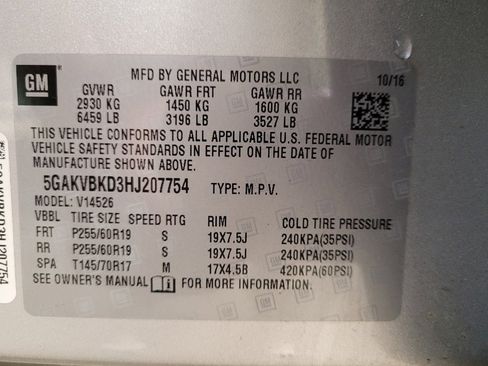 GM
MFD BY GENERAL MOTORS LLC
10/16
GVWR GAWR FRT GAWR RR
2930 KG 1450 KG 1600 KG
6459 LB 3196 LB 3527 LB
THIS VEHICLE CONFORMS TO ALL APPLICABLE U.S. FEDERAL MOTOR
VEHICLE SAFETY STANDARDS IN EFFECT ON THE DATE OF
MANUFACTURE SHOWN ABOVE.
5GAKVBKD3HJ207754 TYPE: M.P.V.
MODEL: V14526
VBBL TIRE SIZE SPEED RTG RIM COLD TIRE PRESSURE
FRT P255/60R19 S 19X7.5J 240KPA(35PSI)
RR P255/60R19 S 19X7.5J 240KPA(35PSI)
SPA T145/70R17 M 17X4.5B 420KPA(60PSI)
SEE OWNER'S MANUAL FOR MORE INFORMATION.
5GAKVBKD3HJ207754